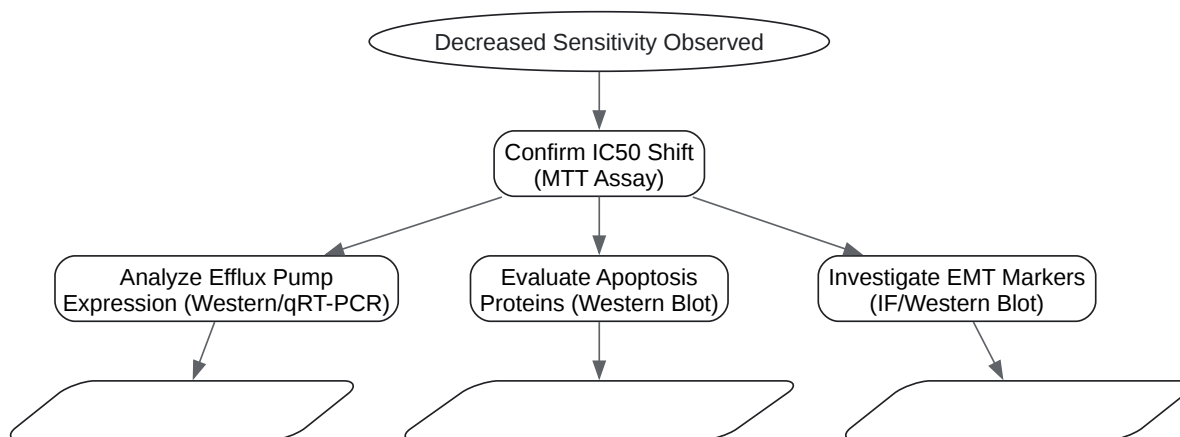 Decreased Sensitivity Observed
Confirm IC50 Shift
(MTT Assay)
Analyze Efflux Pump
Expression (Western/qRT-PCR)
Evaluate Apoptosis
Proteins (Western Blot)
Investigate EMT Markers
(IF/Western Blot)